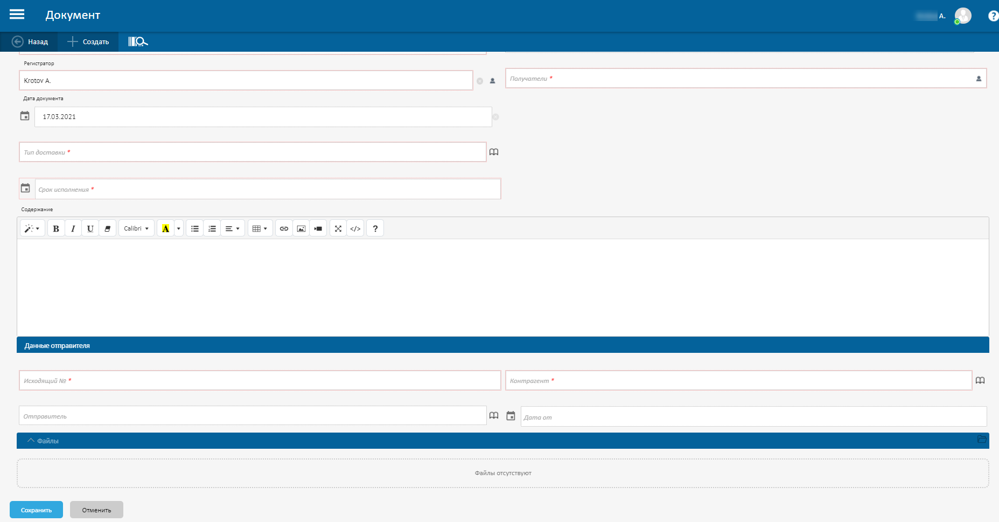 Документ
А.
?
Назад
Создать
Регистратор
Krotov A.
Получатели *
Дата документа
17.03.2021
Тип доставки *
Срок исполнения *
Содержание
B I U Calibri A </> ?
Данные отправителя
Исходящий № *
Контрагент *
Отправитель
Дата от
Файлы
Файлы отсутствуют
Сохранить
Отменить